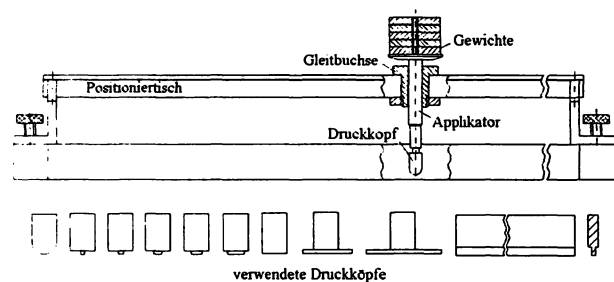 Gewichte
Gleitbuchse
Positioniertisch
Applikator
Druckkopf
verwendete Druckköpfe